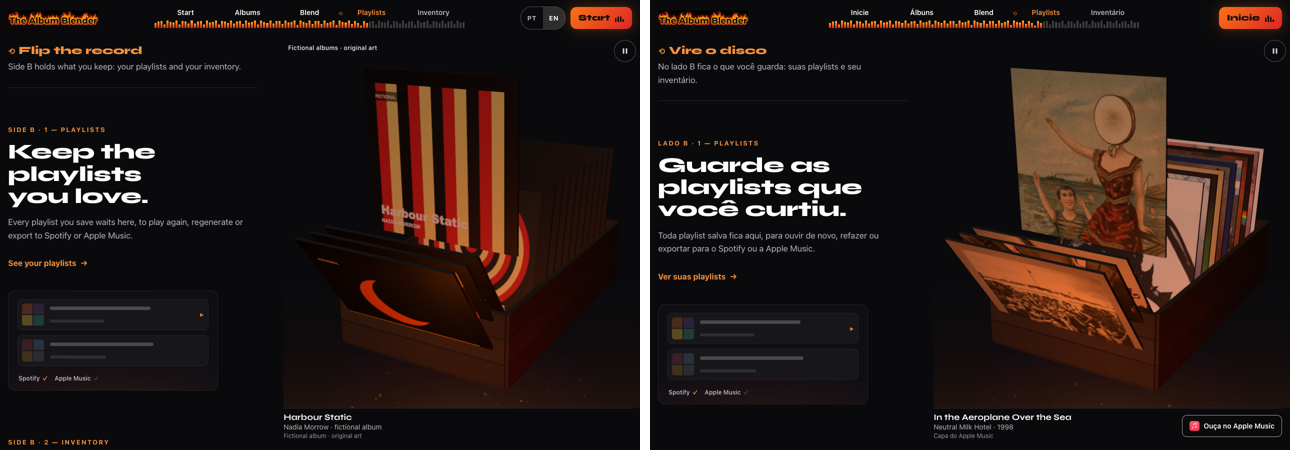 The Album Blender
Start
Albums
Blend
Playlists
Inventory
PT
EN
Start
Flip the record
Side B holds what you keep: your playlists and your inventory.
SIDE B · 1 — PLAYLISTS
Keep the
playlists
you love.
Every playlist you save waits here, to play again, regenerate or
export to Spotify or Apple Music.
See your playlists →
Spotify ✓ Apple Music ✓
SIDE B · 2 — INVENTORY
Fictional albums · original art
FICTIONAL
Harbour Static
NADIA MORROW
Harbour Static
Nadia Morrow · fictional album
Fictional album · original art
The Album Blender
Início
Álbuns
Blend
Playlists
Inventário
Início
Vire o disco
No lado B fica o que você guarda: suas playlists e seu
inventário.
LADO B · 1 — PLAYLISTS
Guarde as
playlists que
você curtiu.
Toda playlist salva fica aqui, para ouvir de novo, refazer ou
exportar para o Spotify ou a Apple Music.
Ver suas playlists →
Spotify ✓ Apple Music ✓
In the Aeroplane Over the Sea
Neutral Milk Hotel · 1998
Capa do Apple Music
Ouça no Apple Music